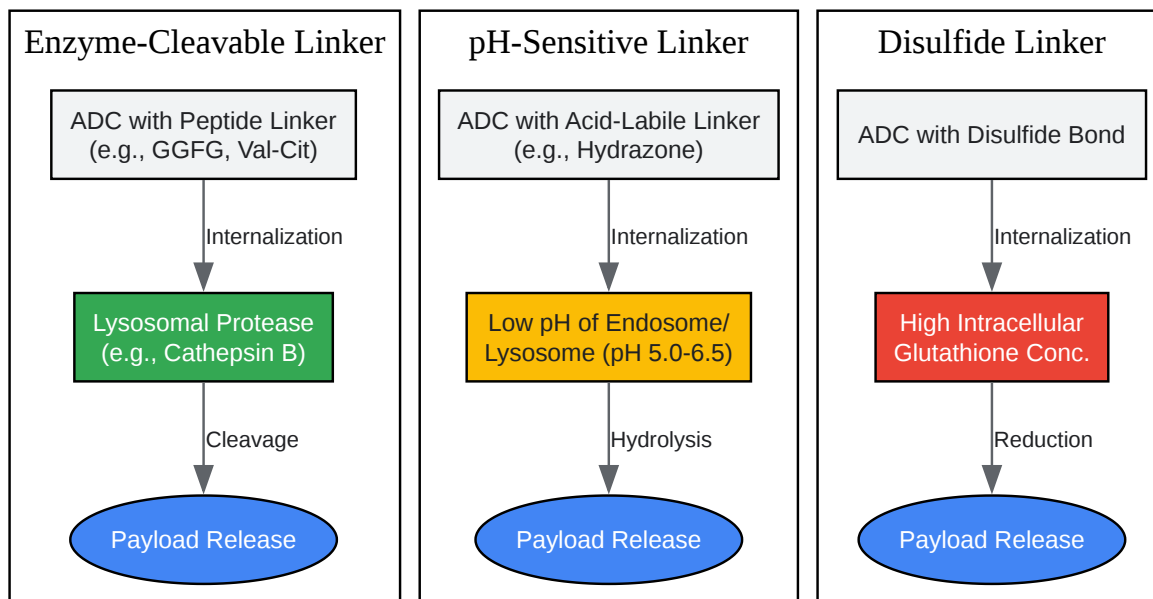 Enzyme-Cleavable Linker
ADC with Peptide Linker
(e.g., GGFG, Val-Cit)
Internalization
Lysosomal Protease
(e.g., Cathepsin B)
Cleavage
Payload Release
pH-Sensitive Linker
ADC with Acid-Labile Linker
(e.g., Hydrazone)
Internalization
Low pH of Endosome/
Lysosome (pH 5.0-6.5)
Hydrolysis
Payload Release
Disulfide Linker
ADC with Disulfide Bond
Internalization
High Intracellular
Glutathione Conc.
Reduction
Payload Release